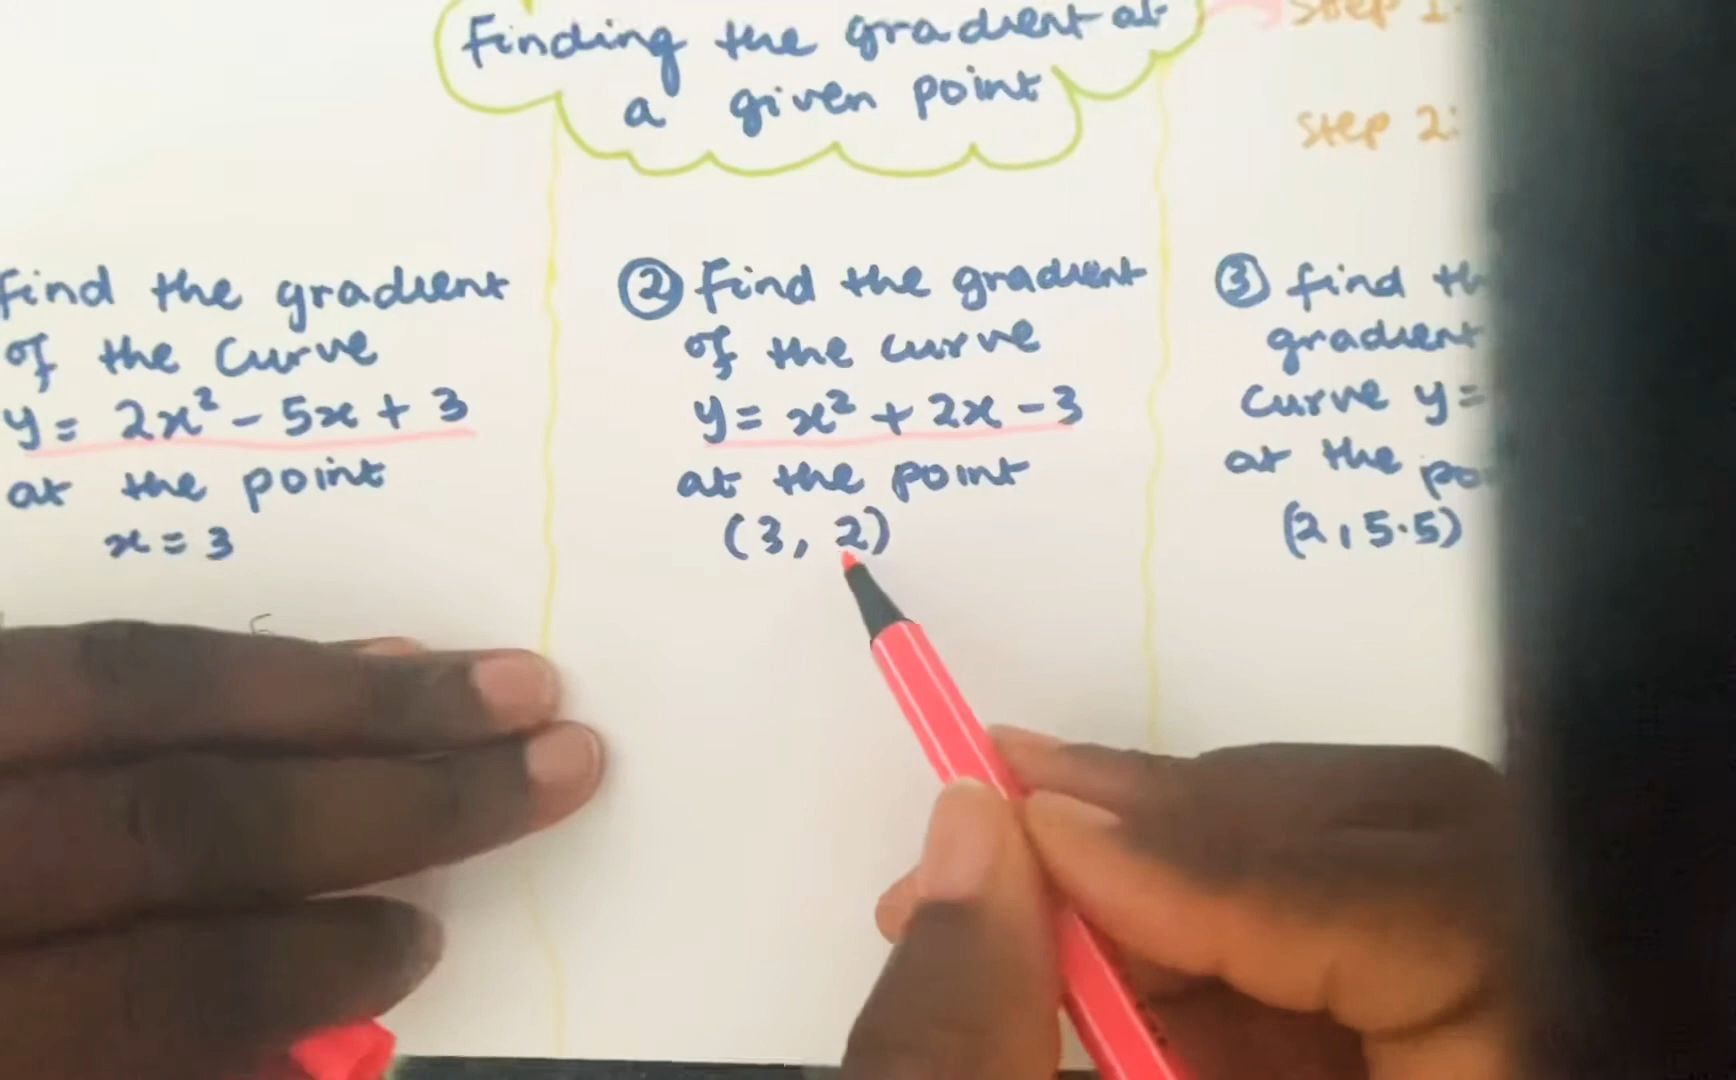 Finding the gradient at
a given point
Step 1:
Step 2:
Find the gradient
of the curve
y = 2x² - 5x + 3
at the point
x = 3
② Find the gradient
of the curve
y = x² + 2x - 3
at the point
(3, 2)
③ find
gradient
curve y =
at the
(2, 5.5)